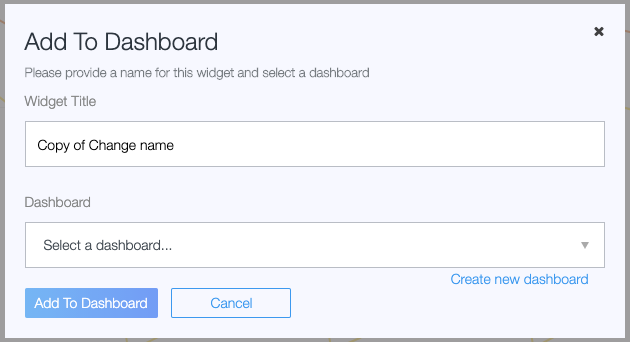 Add To Dashboard
Please provide a name for this widget and select a dashboard
Widget Title
Copy of Change name
Dashboard
Select a dashboard...
Create new dashboard
Add To Dashboard
Cancel